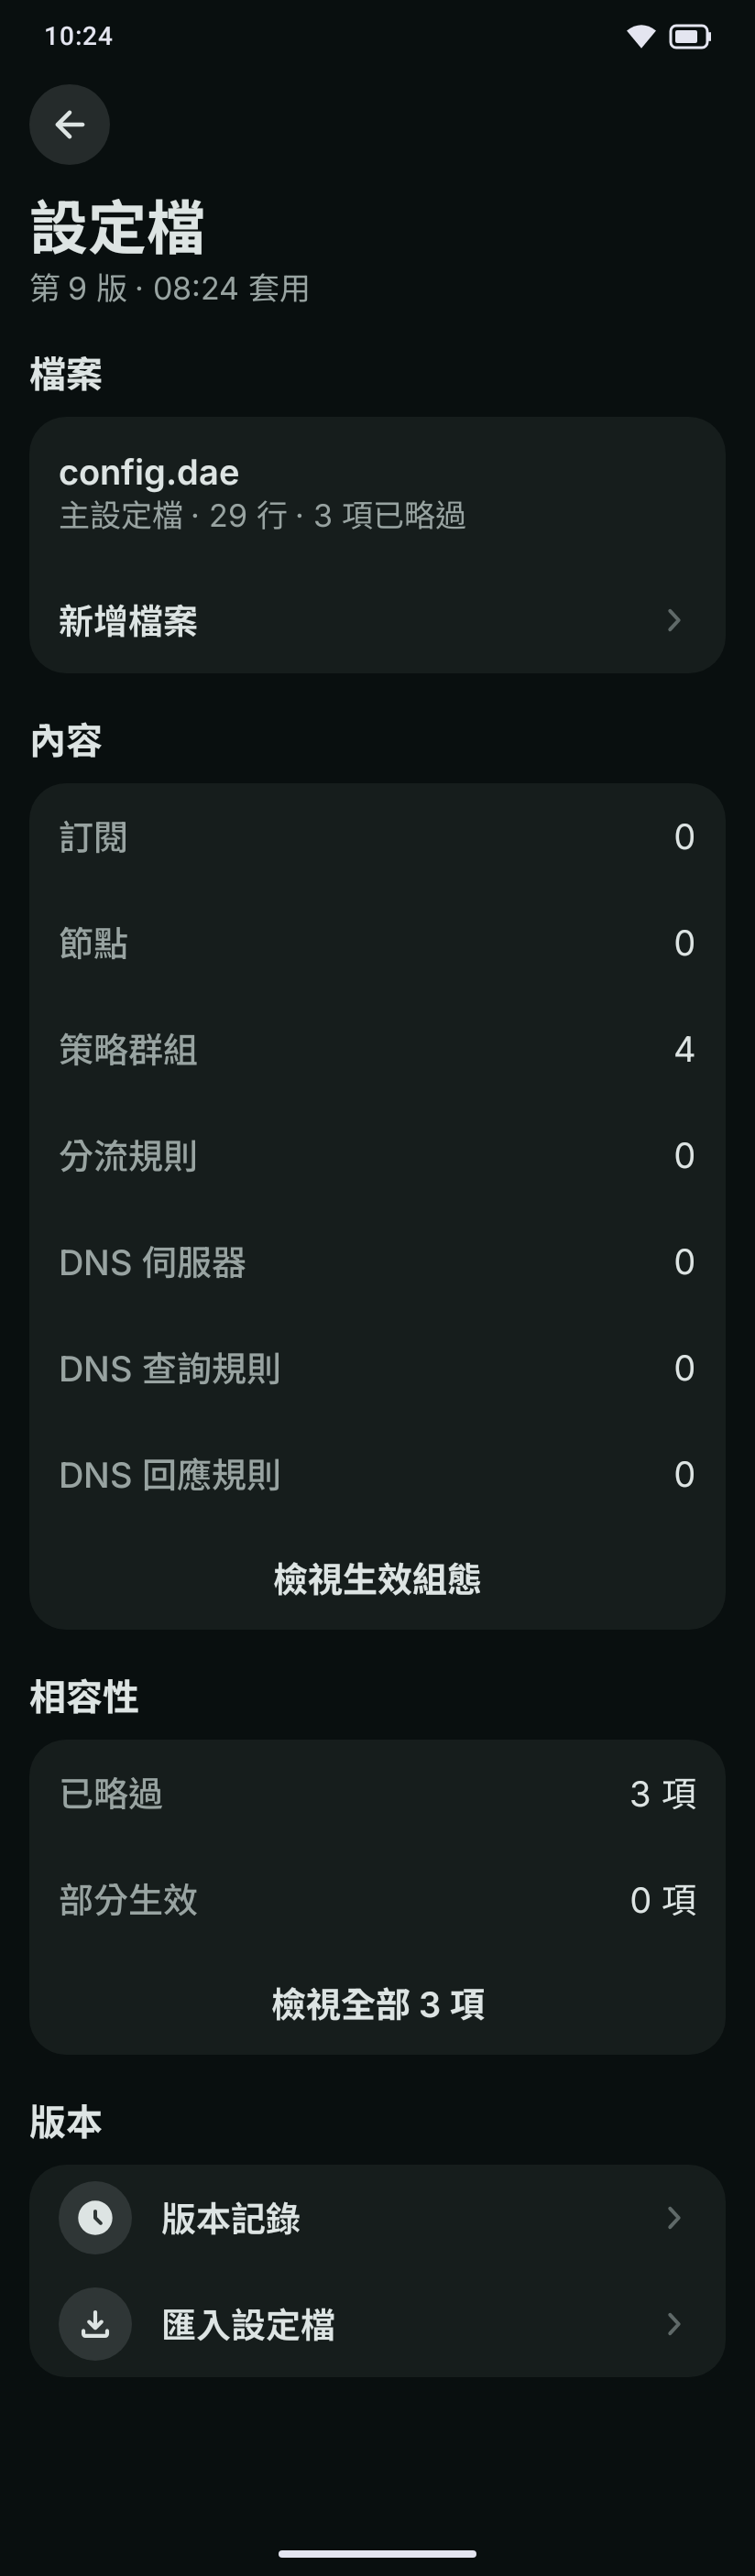 10:24
設定檔
第 9 版 · 08:24 套用
檔案
config.dae
主設定檔 · 29 行 · 3 項已略過
新增檔案
內容
訂閱 0
節點 0
策略群組 4
分流規則 0
DNS 伺服器 0
DNS 查詢規則 0
DNS 回應規則 0
檢視生效組態
相容性
已略過 3 項
部分生效 0 項
檢視全部 3 項
版本
版本記錄
匯入設定檔